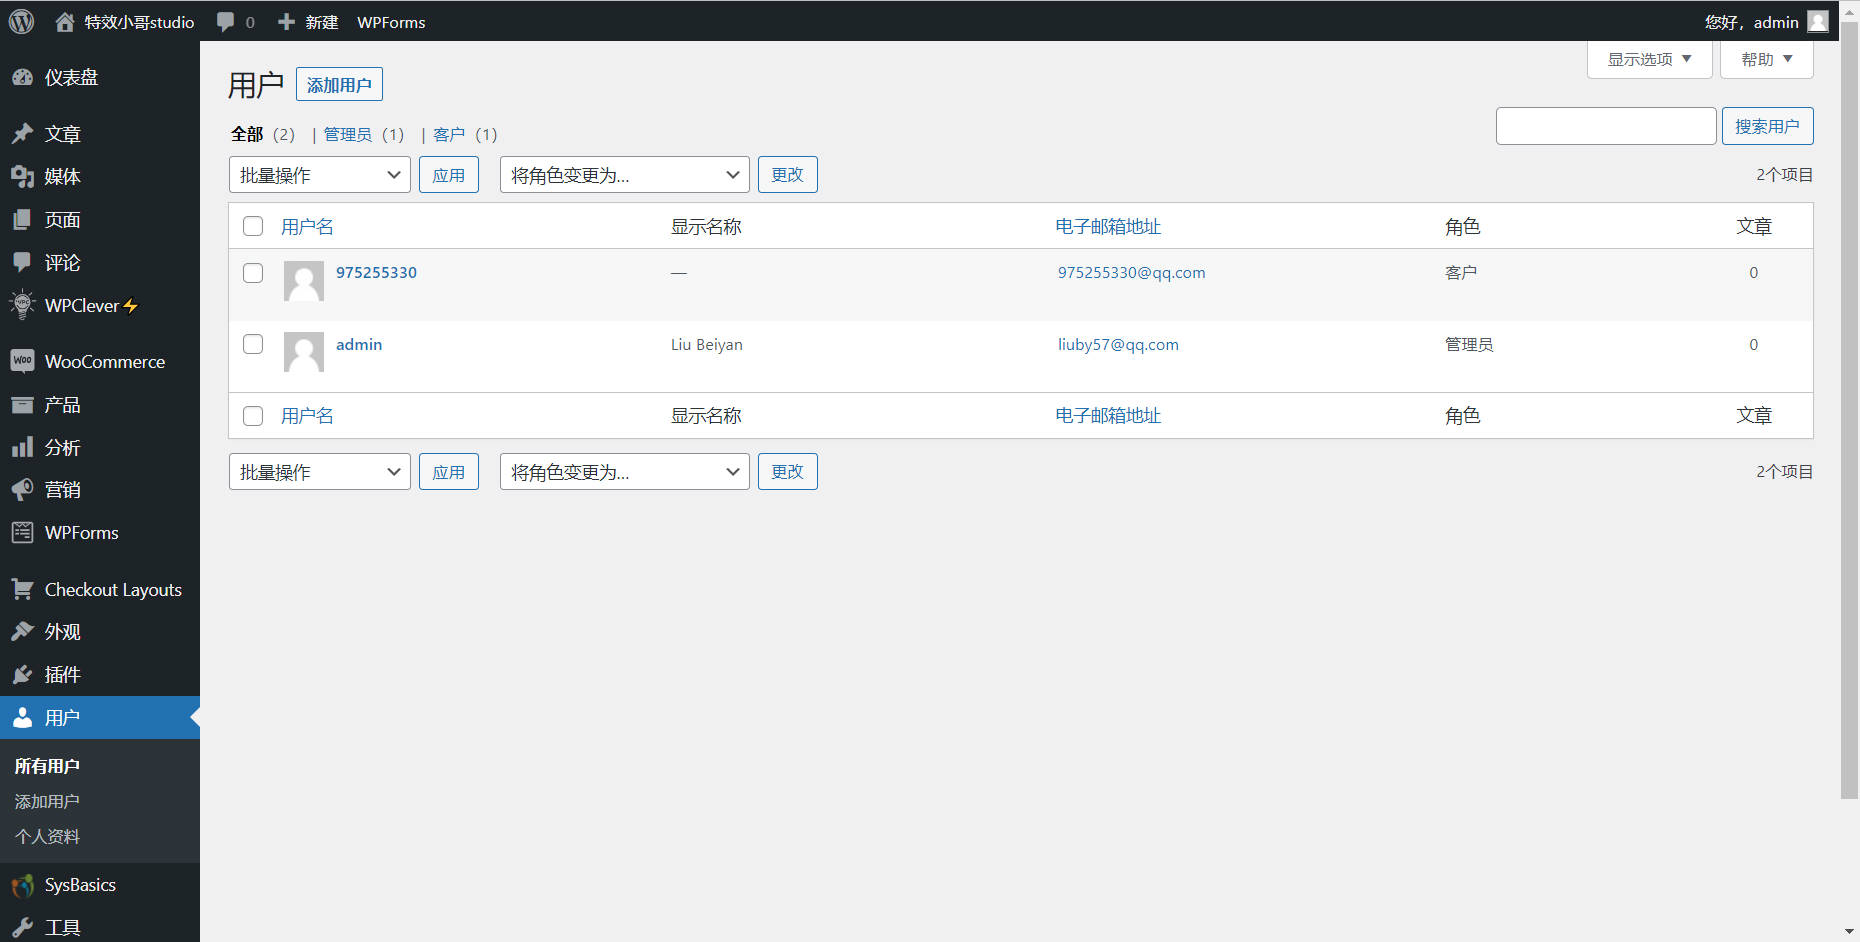 特效小哥studio 0 新建 WPForms 您好，admin
仪表盘
文章
媒体
页面
评论
WPClever⚡
WooCommerce
产品
分析
营销
WPForms
Checkout Layouts
外观
插件
用户
所有用户
添加用户
个人资料
SysBasics
工具
显示选项 帮助
用户 添加用户
全部（2） | 管理员（1） | 客户（1）
搜索用户
批量操作 应用 将角色变更为... 更改 2个项目
用户名 显示名称 电子邮箱地址 角色 文章
975255330 — 975255330@qq.com 客户 0
admin Liu Beiyan liuby57@qq.com 管理员 0
用户名 显示名称 电子邮箱地址 角色 文章
批量操作 应用 将角色变更为... 更改 2个项目